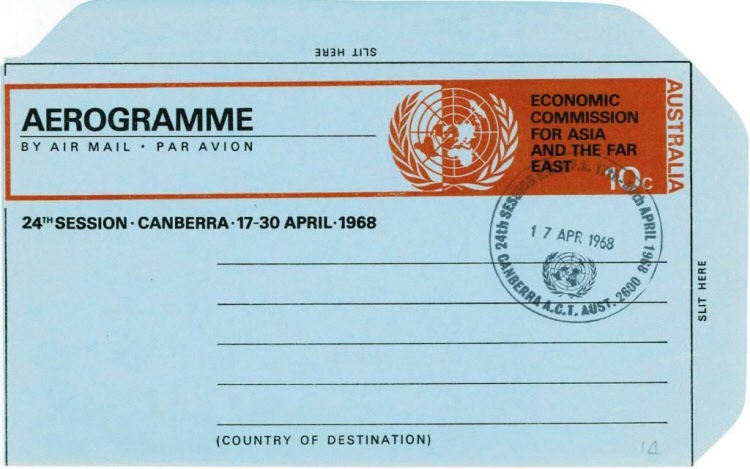 SLIT HERE
AEROGRAMME
BY AIR MAIL · PAR AVION
ECONOMIC
COMMISSION
FOR ASIA
AND THE FAR
EAST
10c
AUSTRALIA
24TH SESSION · CANBERRA · 17-30 APRIL · 1968
24th SESSION APRIL 1968
17 APR 1968
CANBERRA A.C.T. AUST. 2600
SLIT HERE
(COUNTRY OF DESTINATION)